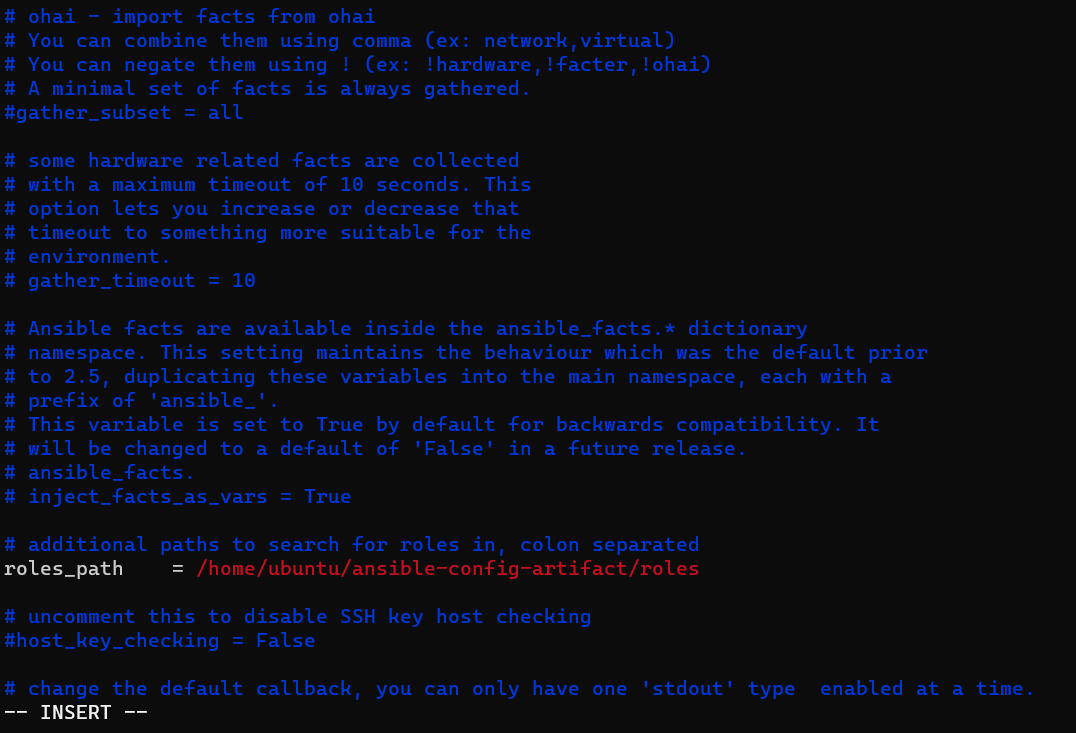 # ohai - import facts from ohai
# You can combine them using comma (ex: network,virtual)
# You can negate them using ! (ex: !hardware,!facter,!ohai)
# A minimal set of facts is always gathered.
#gather_subset = all

# some hardware related facts are collected
# with a maximum timeout of 10 seconds. This
# option lets you increase or decrease that
# timeout to something more suitable for the
# environment.
# gather_timeout = 10

# Ansible facts are available inside the ansible_facts.* dictionary
# namespace. This setting maintains the behaviour which was the default prior
# to 2.5, duplicating these variables into the main namespace, each with a
# prefix of 'ansible_'.
# This variable is set to True by default for backwards compatibility. It
# will be changed to a default of 'False' in a future release.
# ansible_facts.
# inject_facts_as_vars = True

# additional paths to search for roles in, colon separated
roles_path    = /home/ubuntu/ansible-config-artifact/roles

# uncomment this to disable SSH key host checking
#host_key_checking = False

# change the default callback, you can only have one 'stdout' type  enabled at a time.
-- INSERT --